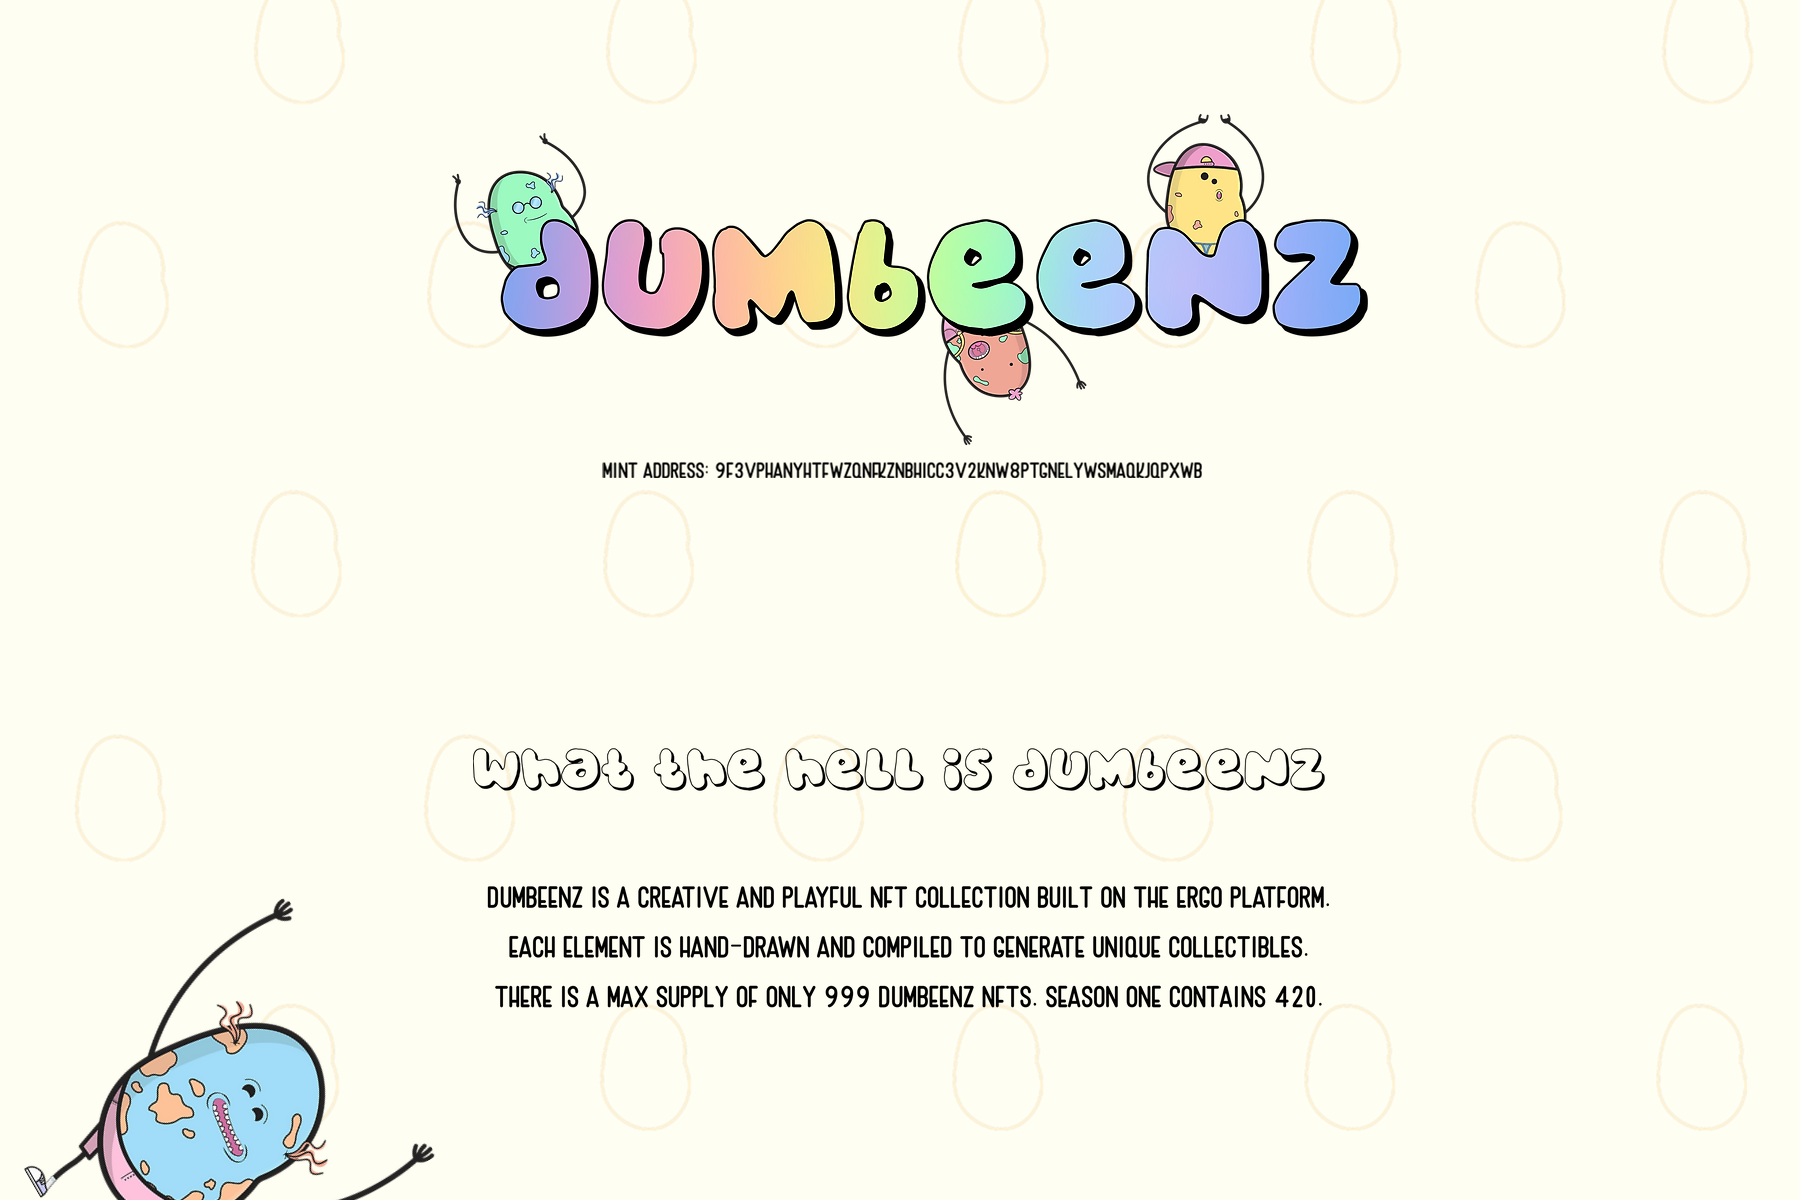 dumbeenz
MINT ADDRESS: 9F3VPHANYHTFWZQNFKZNBHICC3V2KNW8PTGNELYWSMAQKJQPXWB
What the hell is dumbeenz
DUMBEENZ IS A CREATIVE AND PLAYFUL NFT COLLECTION BUILT ON THE ERGO PLATFORM.
EACH ELEMENT IS HAND-DRAWN AND COMPILED TO GENERATE UNIQUE COLLECTIBLES.
THERE IS A MAX SUPPLY OF ONLY 999 DUMBEENZ NFTS. SEASON ONE CONTAINS 420.